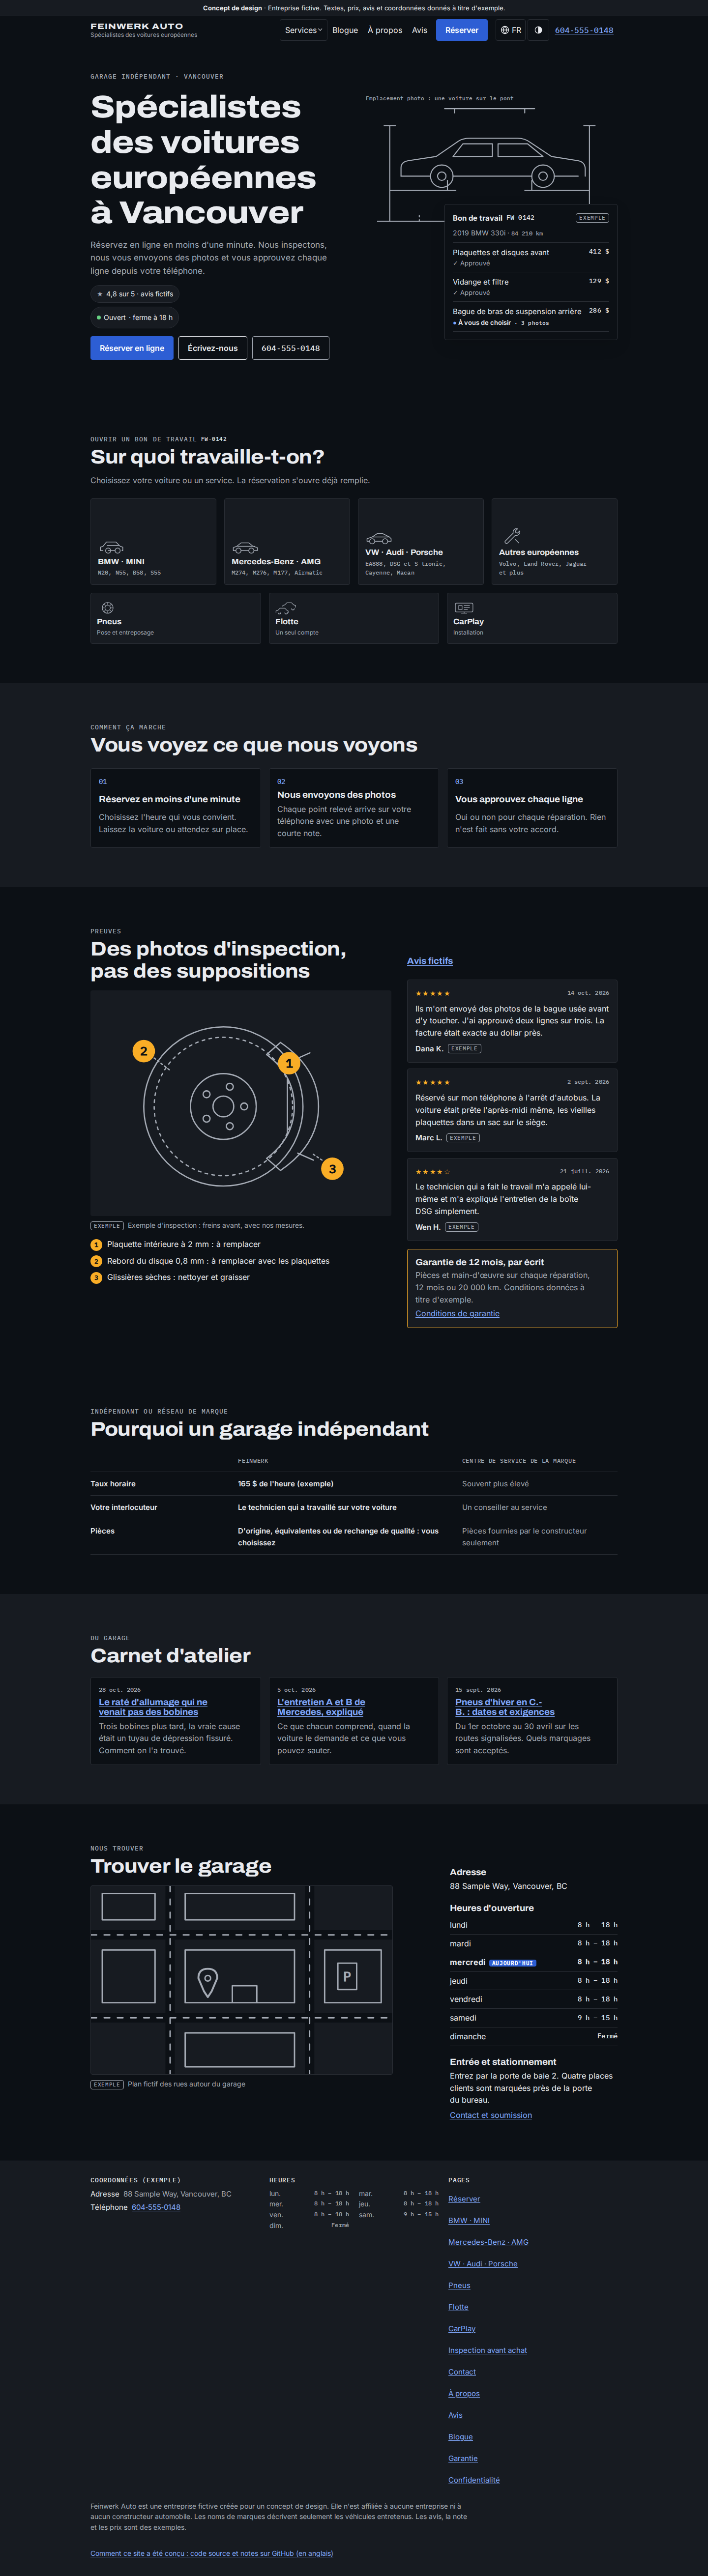 Concept de design · Entreprise fictive. Textes, prix, avis et coordonnées donnés à titre d'exemple.
FEINWERK AUTO
Spécialistes des voitures européennes
Services
Blogue
À propos
Avis
Réserver
FR
604-555-0148
GARAGE INDÉPENDANT · VANCOUVER
Spécialistes
des voitures
européennes
à Vancouver
Réservez en ligne en moins d'une minute. Nous inspectons,
nous vous envoyons des photos et vous approuvez chaque
ligne depuis votre téléphone.
★ 4,8 sur 5 · avis fictifs
Ouvert · ferme à 18 h
Réserver en ligne
Écrivez-nous
604-555-0148
Emplacement photo : une voiture sur le pont
Bon de travail FW-0142
EXEMPLE
2019 BMW 330i · 84 210 km
Plaquettes et disques avant
412 $
✓ Approuvé
Vidange et filtre
129 $
✓ Approuvé
Bague de bras de suspension arrière
286 $
● À vous de choisir · 3 photos
OUVRIR UN BON DE TRAVAIL FW-0142
Sur quoi travaille-t-on?
Choisissez votre voiture ou un service. La réservation s'ouvre déjà remplie.
BMW · MINI
N20, N55, B58, S55
Mercedes-Benz · AMG
M274, M276, M177, Airmatic
VW · Audi · Porsche
EA888, DSG et S tronic,
Cayenne, Macan
Autres européennes
Volvo, Land Rover, Jaguar
et plus
Pneus
Pose et entreposage
Flotte
Un seul compte
CarPlay
Installation
COMMENT ÇA MARCHE
Vous voyez ce que nous voyons
01
Réservez en moins d'une minute
Choisissez l'heure qui vous convient.
Laissez la voiture ou attendez sur place.
02
Nous envoyons des photos
Chaque point relevé arrive sur votre
téléphone avec une photo et une
courte note.
03
Vous approuvez chaque ligne
Oui ou non pour chaque réparation. Rien
n'est fait sans votre accord.
PREUVES
Des photos d'inspection,
pas des suppositions
2
1
3
EXEMPLE Exemple d'inspection : freins avant, avec nos mesures.
1 Plaquette intérieure à 2 mm : à remplacer
2 Rebord du disque 0,8 mm : à remplacer avec les plaquettes
3 Glissières sèches : nettoyer et graisser
Avis fictifs
★★★★★
14 oct. 2026
Ils m'ont envoyé des photos de la bague usée avant
d'y toucher. J'ai approuvé deux lignes sur trois. La
facture était exacte au dollar près.
Dana K. EXEMPLE
★★★★★
2 sept. 2026
Réservé sur mon téléphone à l'arrêt d'autobus. La
voiture était prête l'après-midi même, les vieilles
plaquettes dans un sac sur le siège.
Marc L. EXEMPLE
★★★★☆
21 juill. 2026
Le technicien qui a fait le travail m'a appelé lui-
même et m'a expliqué l'entretien de la boîte
DSG simplement.
Wen H. EXEMPLE
Garantie de 12 mois, par écrit
Pièces et main-d'œuvre sur chaque réparation,
12 mois ou 20 000 km. Conditions données à
titre d'exemple.
Conditions de garantie
INDÉPENDANT OU RÉSEAU DE MARQUE
Pourquoi un garage indépendant
FEINWERK
CENTRE DE SERVICE DE LA MARQUE
Taux horaire
165 $ de l'heure (exemple)
Souvent plus élevé
Votre interlocuteur
Le technicien qui a travaillé sur votre voiture
Un conseiller au service
Pièces
D'origine, équivalentes ou de rechange de qualité : vous
choisissez
Pièces fournies par le constructeur
seulement
DU GARAGE
Carnet d'atelier
28 oct. 2026
Le raté d'allumage qui ne
venait pas des bobines
Trois bobines plus tard, la vraie cause
était un tuyau de dépression fissuré.
Comment on l'a trouvé.
5 oct. 2026
L'entretien A et B de
Mercedes, expliqué
Ce que chacun comprend, quand la
voiture le demande et ce que vous
pouvez sauter.
15 sept. 2026
Pneus d'hiver en C.-
B. : dates et exigences
Du 1er octobre au 30 avril sur les
routes signalisées. Quels marquages
sont acceptés.
NOUS TROUVER
Trouver le garage
P
EXEMPLE Plan fictif des rues autour du garage
Adresse
88 Sample Way, Vancouver, BC
Heures d'ouverture
lundi 8 h – 18 h
mardi 8 h – 18 h
mercredi AUJOURD'HUI 8 h – 18 h
jeudi 8 h – 18 h
vendredi 8 h – 18 h
samedi 9 h – 15 h
dimanche Fermé
Entrée et stationnement
Entrez par la porte de baie 2. Quatre places
clients sont marquées près de la porte
du bureau.
Contact et soumission
COORDONNÉES (EXEMPLE)
Adresse 88 Sample Way, Vancouver, BC
Téléphone 604-555-0148
HEURES
lun. 8 h – 18 h
mar. 8 h – 18 h
mer. 8 h – 18 h
jeu. 8 h – 18 h
ven. 8 h – 18 h
sam. 9 h – 15 h
dim. Fermé
PAGES
Réserver
BMW · MINI
Mercedes-Benz · AMG
VW · Audi · Porsche
Pneus
Flotte
CarPlay
Inspection avant achat
Contact
À propos
Avis
Blogue
Garantie
Confidentialité
Feinwerk Auto est une entreprise fictive créée pour un concept de design. Elle n'est affiliée à aucune entreprise ni à
aucun constructeur automobile. Les noms de marques décrivent seulement les véhicules entretenus. Les avis, la note
et les prix sont des exemples.
Comment ce site a été conçu : code source et notes sur GitHub (en anglais)